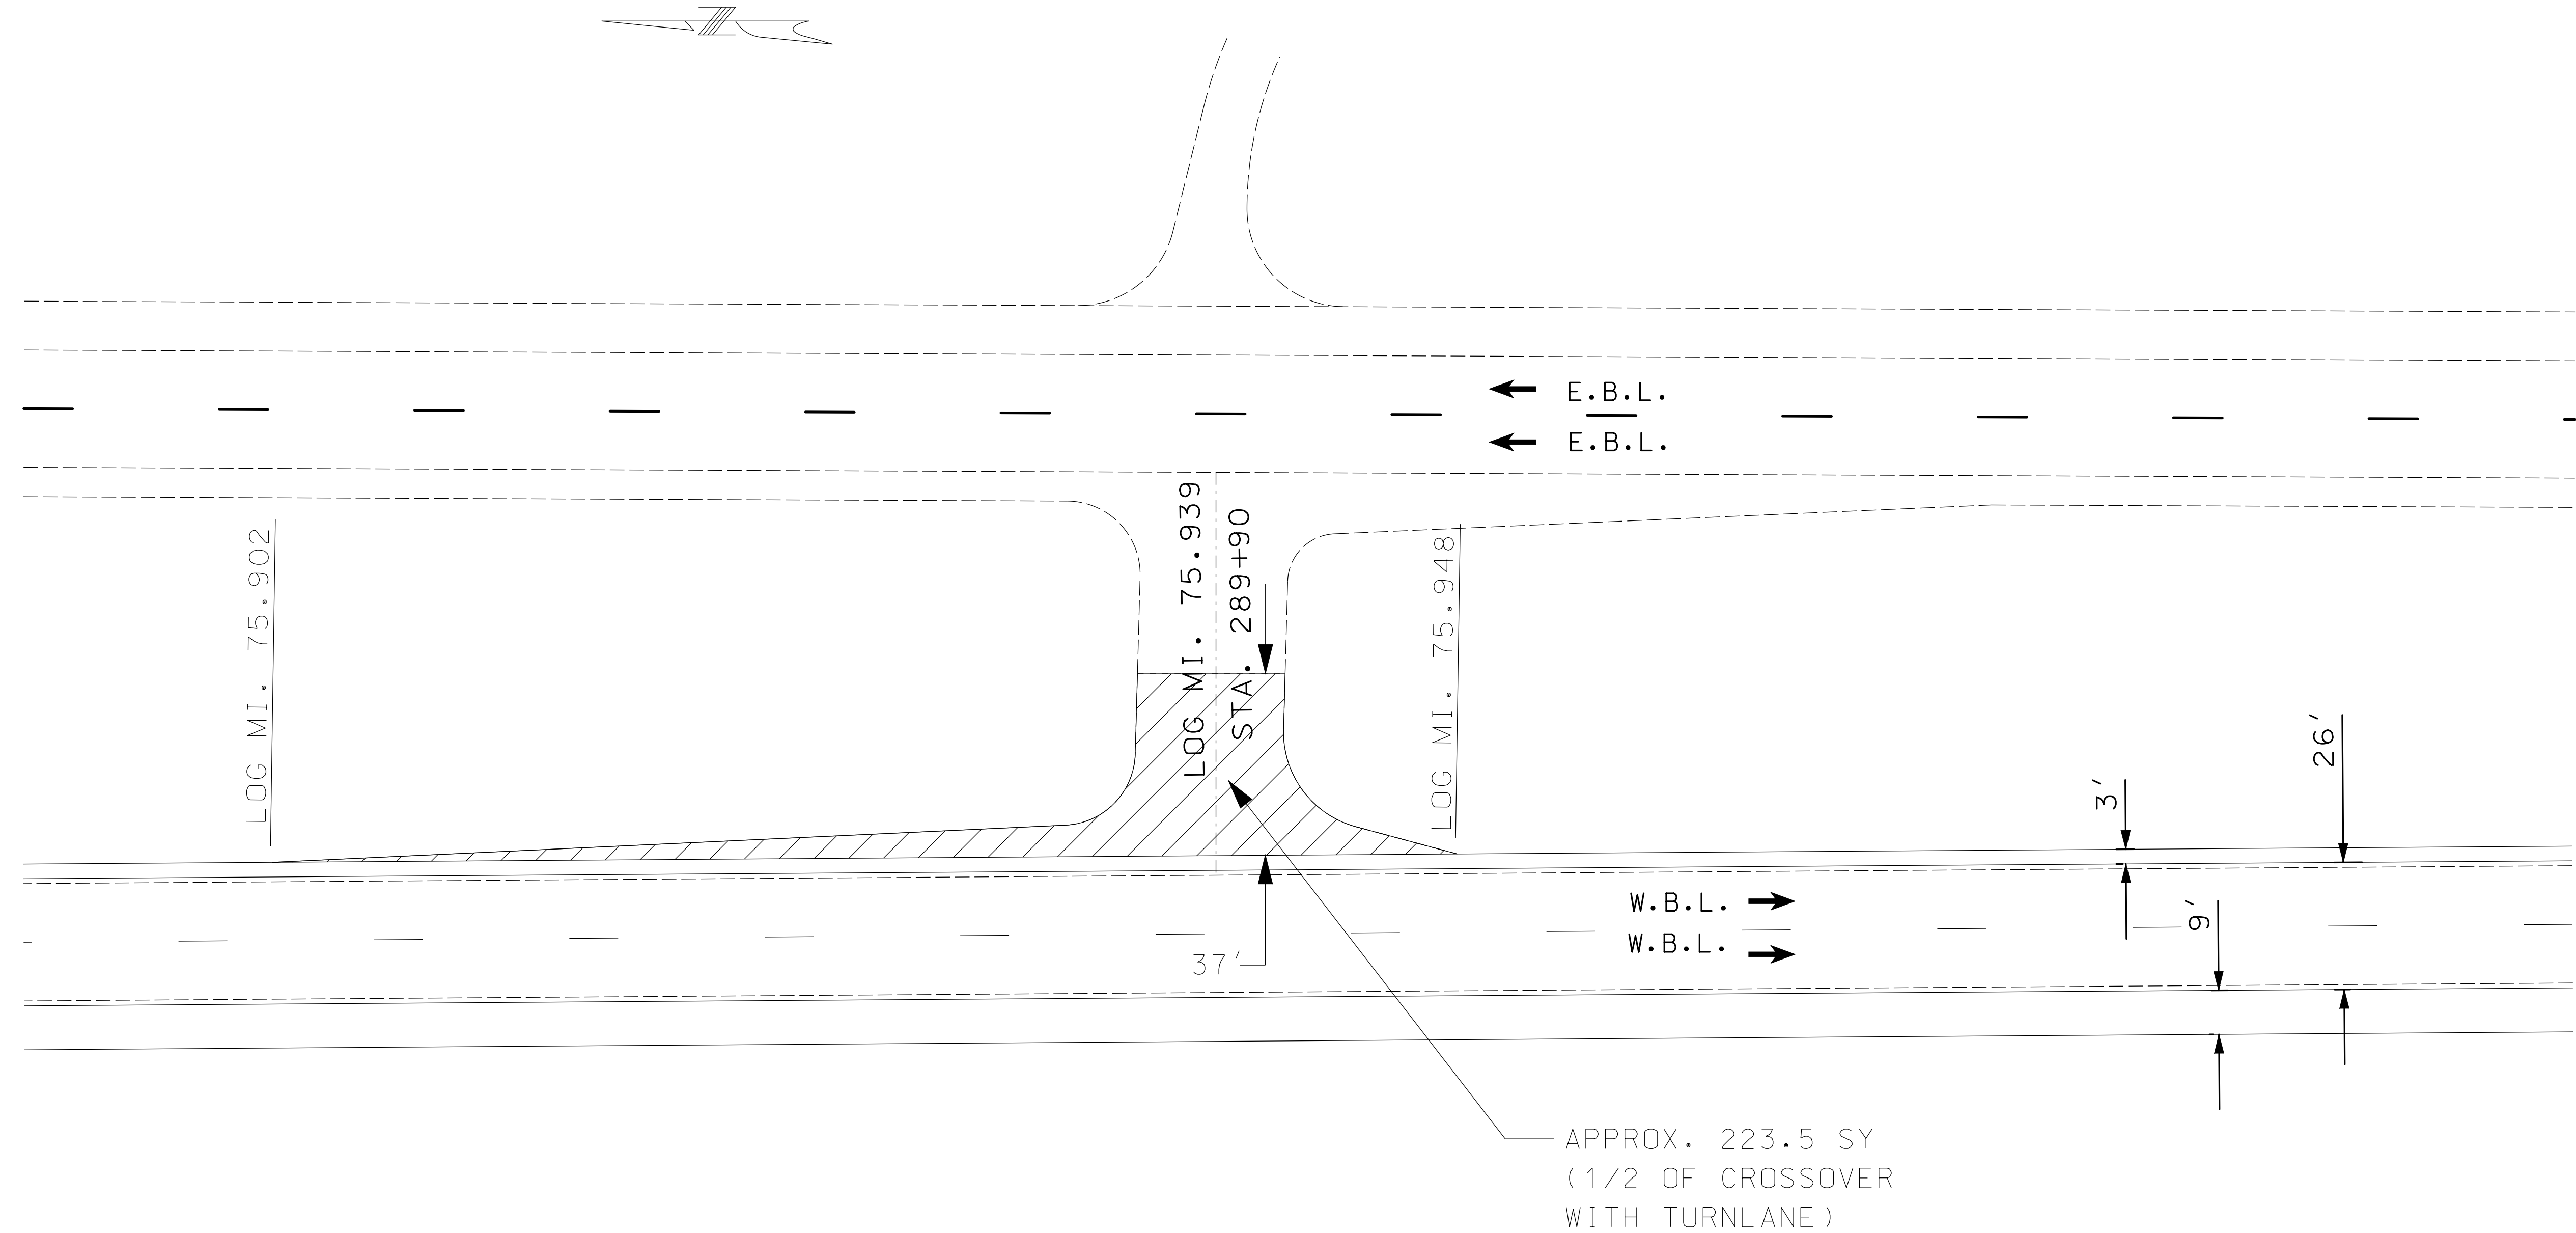 E.B.L.
E.B.L.
LOG MI. 75.902
LOG MI. 75.939
STA. 289+90
LOG MI. 75.948
26'
3'
9'
W.B.L.
W.B.L.
37'
APPROX. 223.5 SY
(1/2 OF CROSSOVER
WITH TURNLANE)